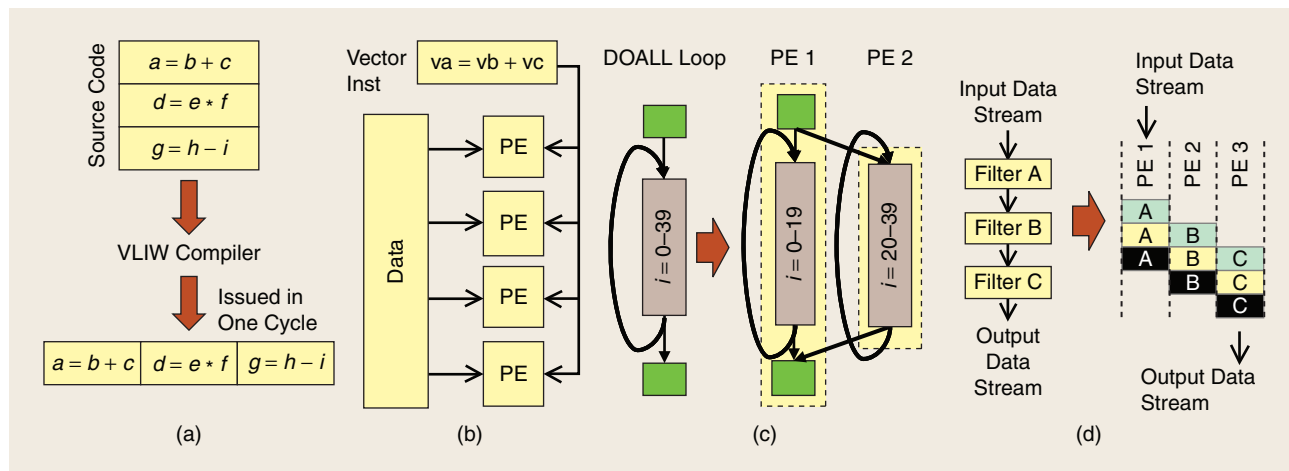 Source Code
a = b + c
d = e * f
g = h – i
VLIW Compiler
Issued in
One Cycle
a = b + c
d = e * f
g = h – i
(a)
Vector
Inst
va = vb + vc
Data
PE
PE
PE
PE
(b)
DOALL Loop
PE 1
PE 2
i = 0–39
i = 0–19
i = 20–39
(c)
Input Data
Stream
Filter A
Filter B
Filter C
Output
Data
Stream
Input Data
Stream
PE 1
PE 2
PE 3
A
A
B
A
B
C
B
C
C
Output Data
Stream
(d)